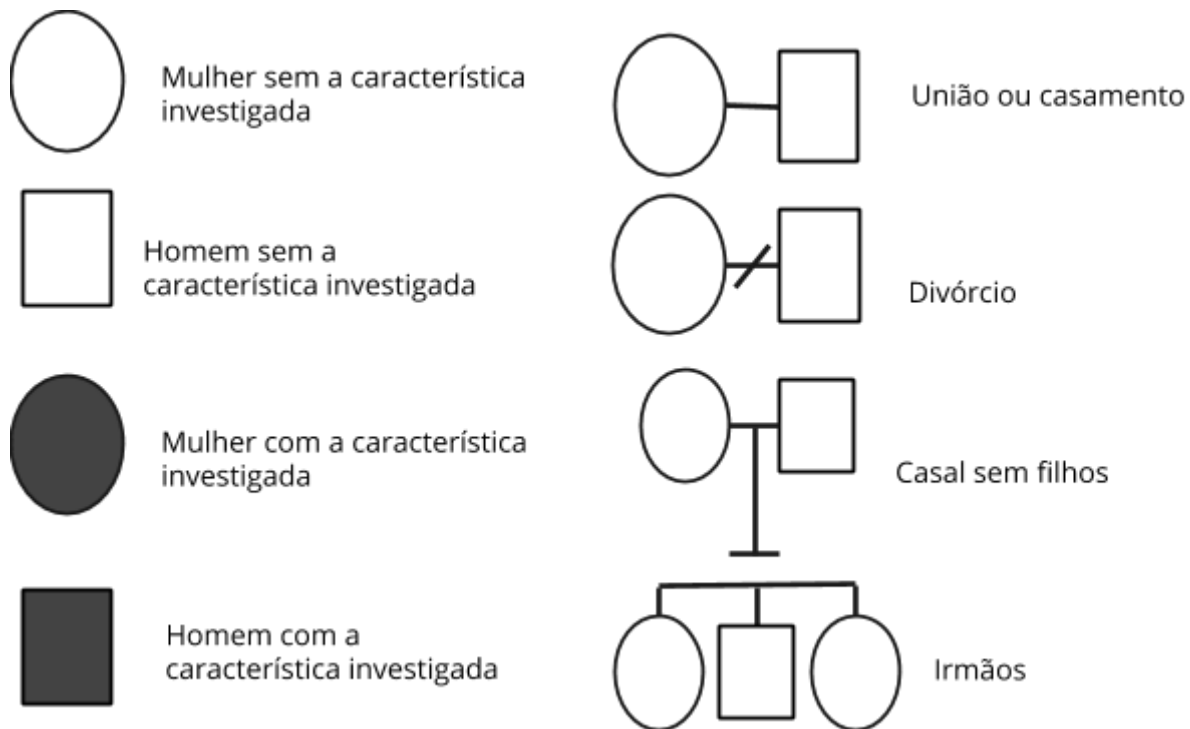 Mulher sem a característica
investigada
Homem sem a
característica investigada
Mulher com a característica
investigada
Homem com a
característica investigada
União ou casamento
Divórcio
Casal sem filhos
Irmãos